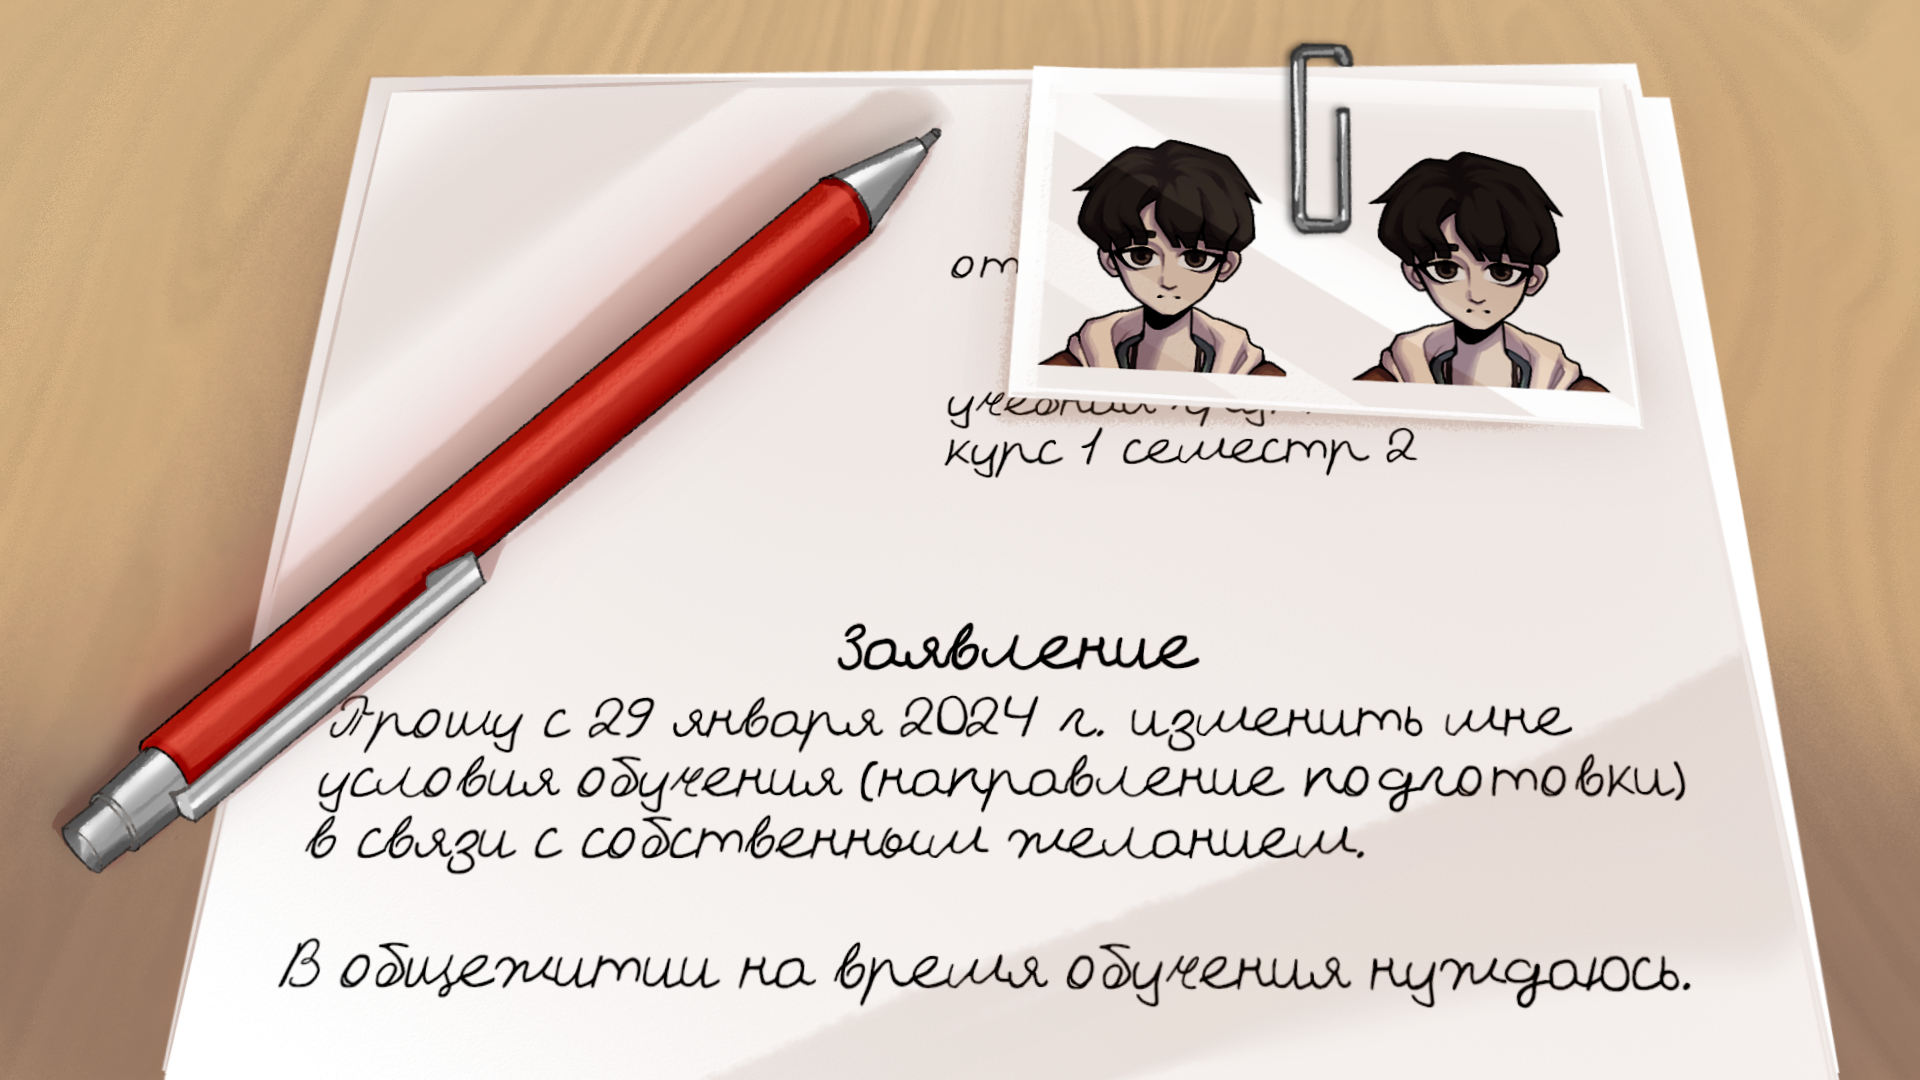 от
курс 1 семестр 2
Заявление
Прошу с 29 января 2024 г. изменить мне
условия обучения (направление подготовки)
в связи с собственным желанием.
В общежитии на время обучения нуждаюсь.